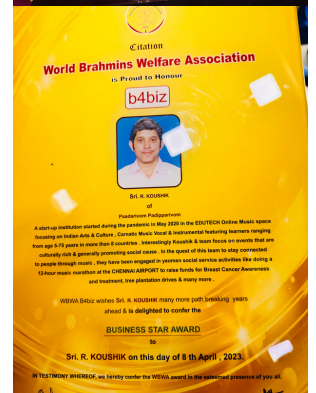 Citation
World Brahmins Welfare Association
is Proud to Honour
b4biz
Sri. R. KOUSHIK
of
Paadarivom Padipparivom
A start-up institution started during the pandemic in May 2020 in the EDUTECH Online Music space
focusing on Indian Arts & Culture , Carnatic Music Vocal & Instrumental featuring learners ranging
from age 5-75 years in more than 8 countries . Interestingly Koushik & team focus on events that are
culturally rich & generally promoting social cause . In the quest of this team to stay connected
to people through music , they have been engaged in yeomen social service activities like doing a
12-hour music marathon at the CHENNAI AIRPORT to raise funds for Breast Cancer Awareness
and treatment, tree plantation drives & many more .
WBWA B4biz wishes Sri. R. KOUSHIK many more path breaking years
ahead & is delighted to confer tha
BUSINESS STAR AWARD
to
Sri. R. KOUSHIK on this day of 8 th April , 2023.
IN TESTIMONY WHEREOF, we hereby confer the WBWA award in the esteemed presence of you all.